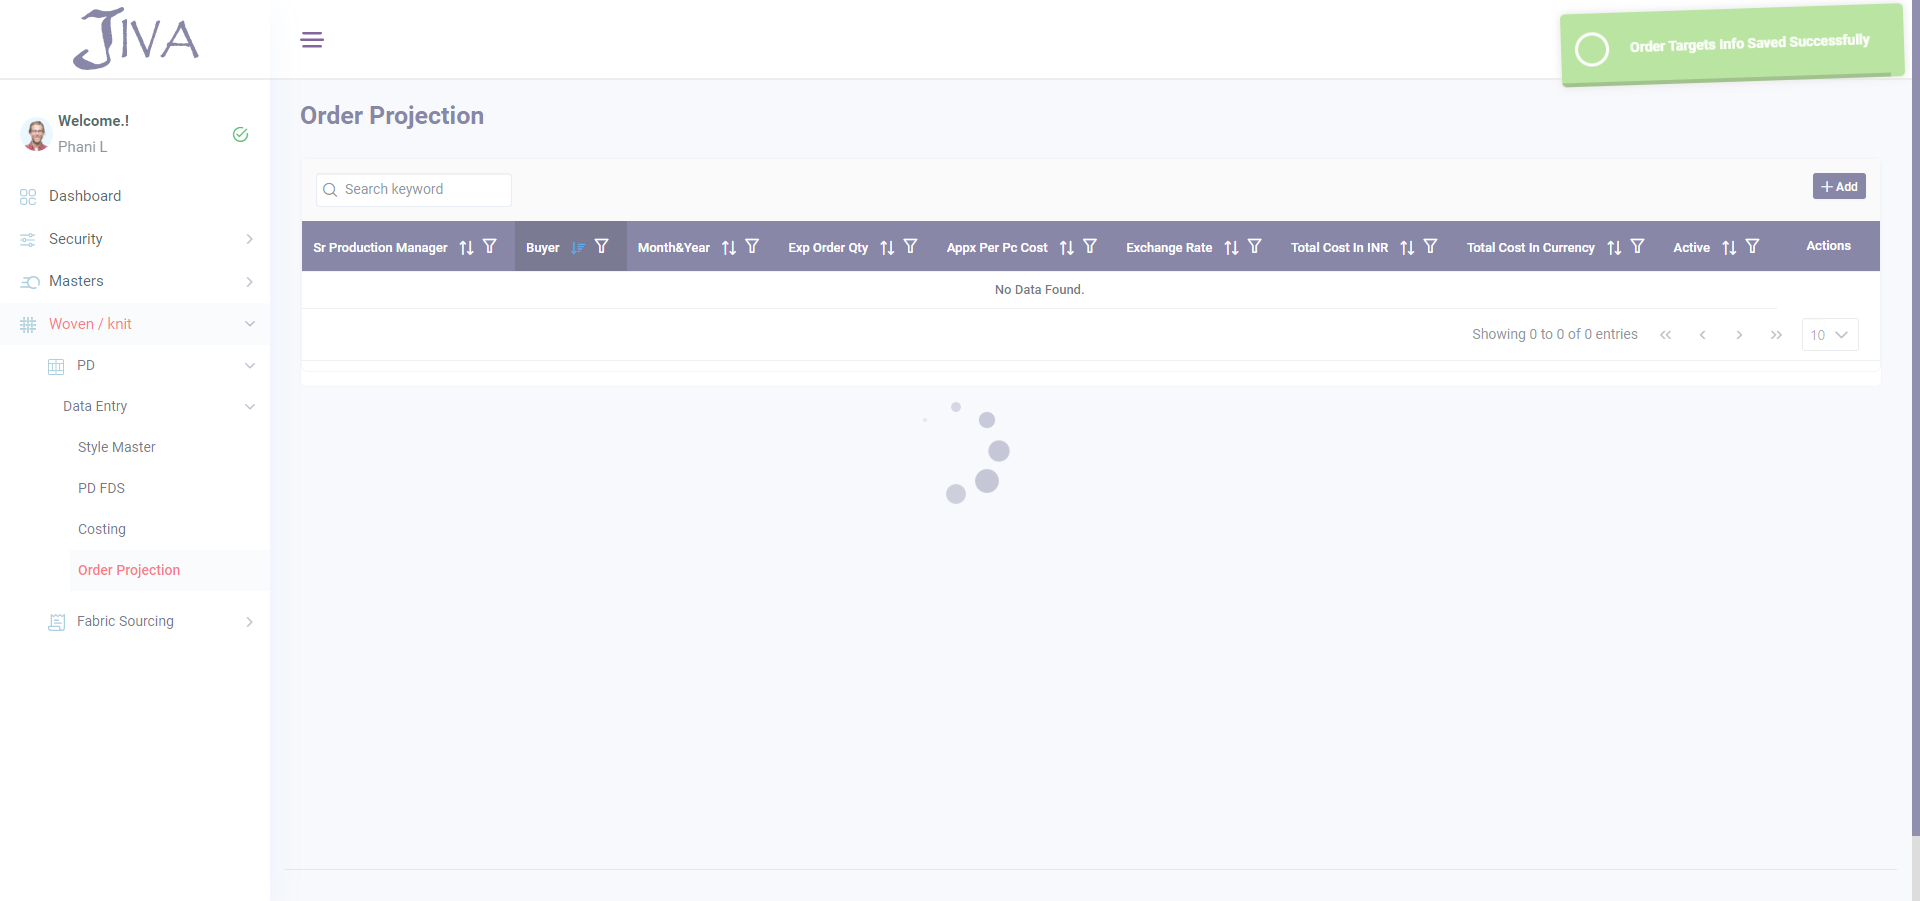 JIVA
Order Targets Info Saved Successfully
Welcome.!
Phani L
Dashboard
Security
Masters
Woven / knit
PD
Data Entry
Style Master
PD FDS
Costing
Order Projection
Fabric Sourcing
Order Projection
Search keyword
Add
Sr Production Manager Buyer Month&Year Exp Order Qty Appx Per Pc Cost Exchange Rate Total Cost In INR Total Cost In Currency Active Actions
No Data Found.
Showing 0 to 0 of 0 entries 10